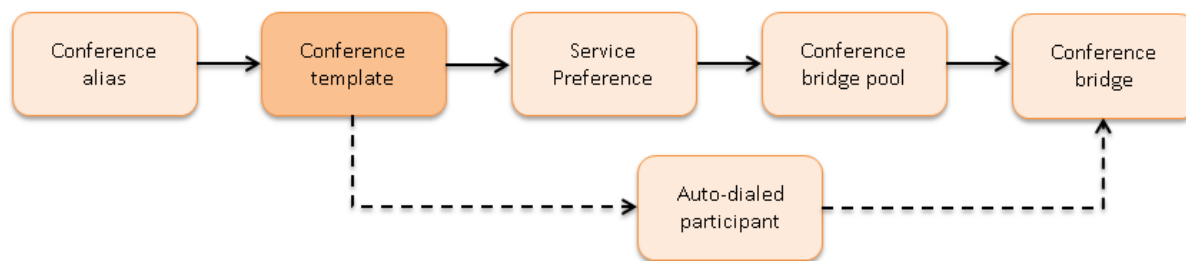 Conference
alias
Conference
template
Service
Preference
Conference
bridge pool
Conference
bridge
Auto-dialed
participant